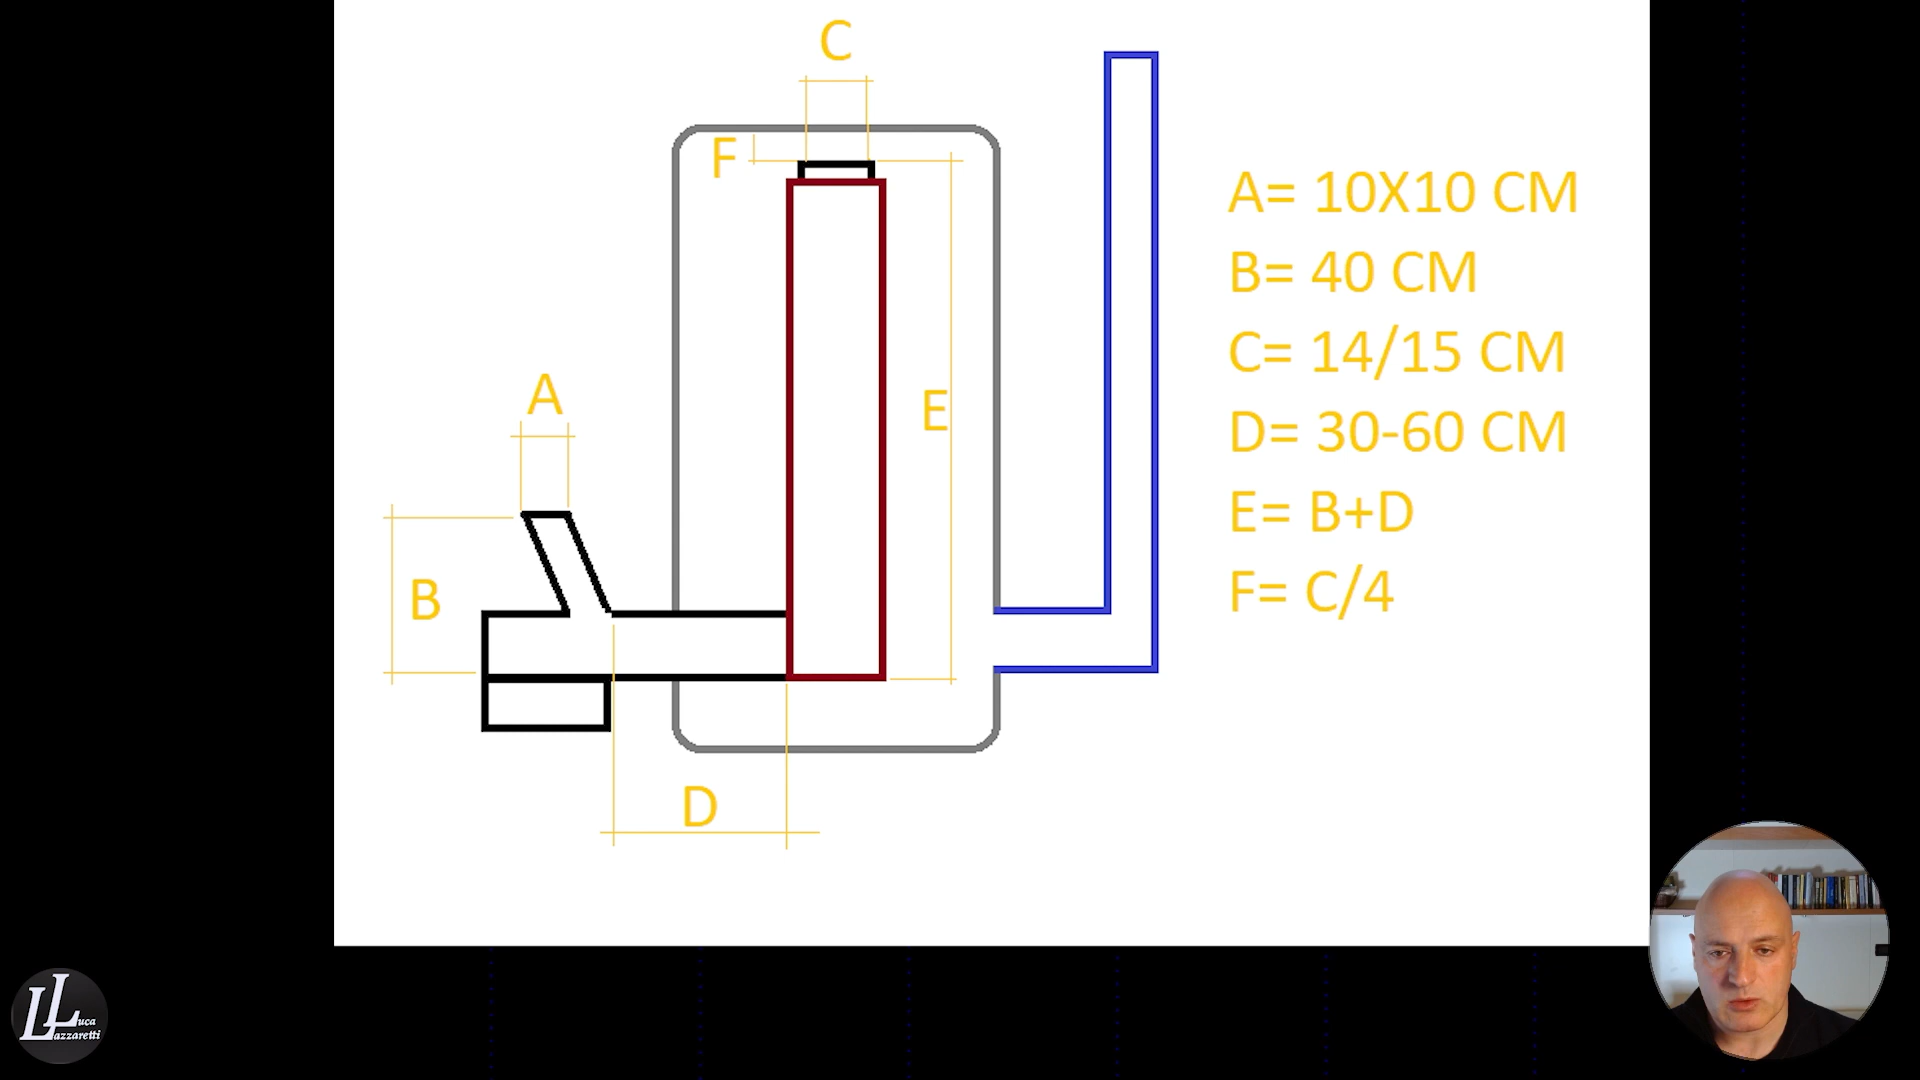 C
F
A
E
B
D
A= 10X10 CM
B= 40 CM
C= 14/15 CM
D= 30-60 CM
E= B+D
F= C/4
Luca
Lazzaretti